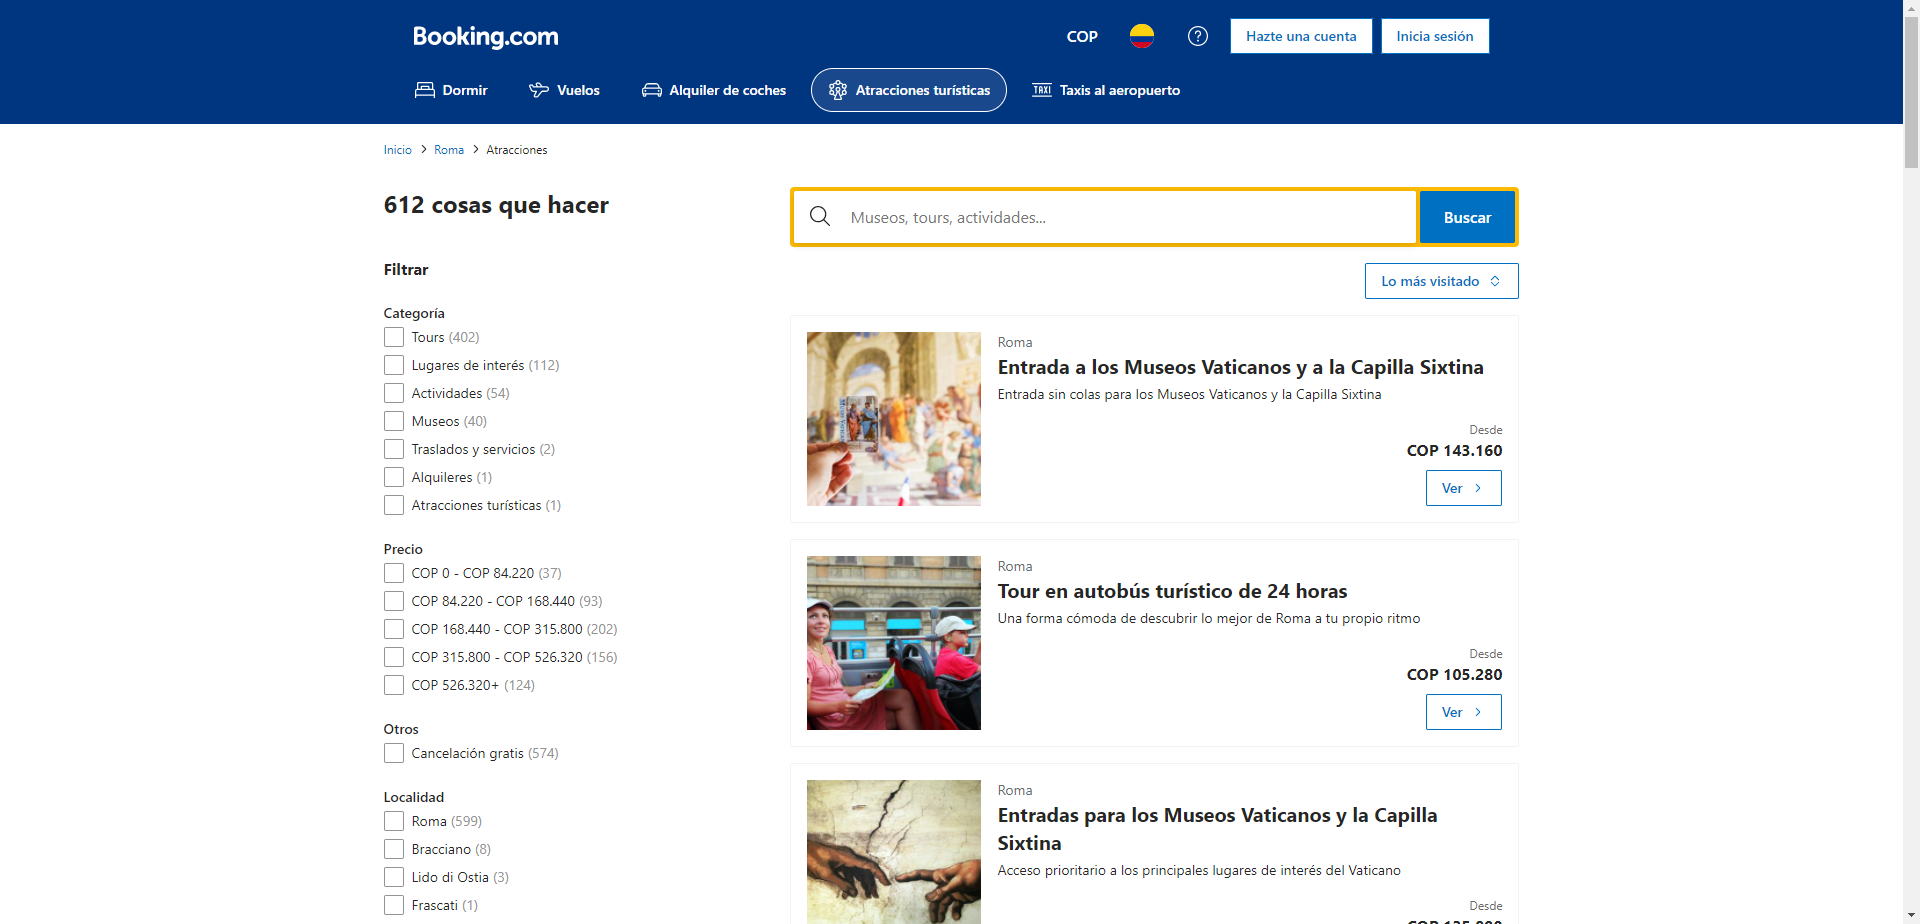 Booking.com
COP
Hazte una cuenta
Inicia sesión
Dormir
Vuelos
Alquiler de coches
Atracciones turísticas
TAXI
Taxis al aeropuerto
Inicio > Roma > Atracciones
612 cosas que hacer
Museos, tours, actividades...
Buscar
Filtrar
Lo más visitado
Categoría
Tours (402)
Lugares de interés (112)
Actividades (54)
Museos (40)
Traslados y servicios (2)
Alquileres (1)
Atracciones turísticas (1)
Precio
COP 0 - COP 84.220 (37)
COP 84.220 - COP 168.440 (93)
COP 168.440 - COP 315.800 (202)
COP 315.800 - COP 526.320 (156)
COP 526.320+ (124)
Otros
Cancelación gratis (574)
Localidad
Roma (599)
Bracciano (8)
Lido di Ostia (3)
Frascati (1)
Roma
Entrada a los Museos Vaticanos y a la Capilla Sixtina
Entrada sin colas para los Museos Vaticanos y la Capilla Sixtina
Desde
COP 143.160
Ver
Roma
Tour en autobús turístico de 24 horas
Una forma cómoda de descubrir lo mejor de Roma a tu propio ritmo
Desde
COP 105.280
Ver
Roma
Entradas para los Museos Vaticanos y la Capilla
Sixtina
Acceso prioritario a los principales lugares de interés del Vaticano
Desde